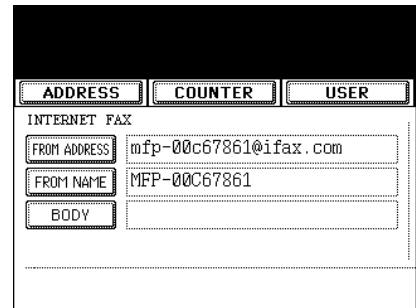 ADDRESS COUNTER USER
INTERNET FAX
FROM ADDRESS mfp-00c67861@ifax.com
FROM NAME MFP-00C67861
BODY